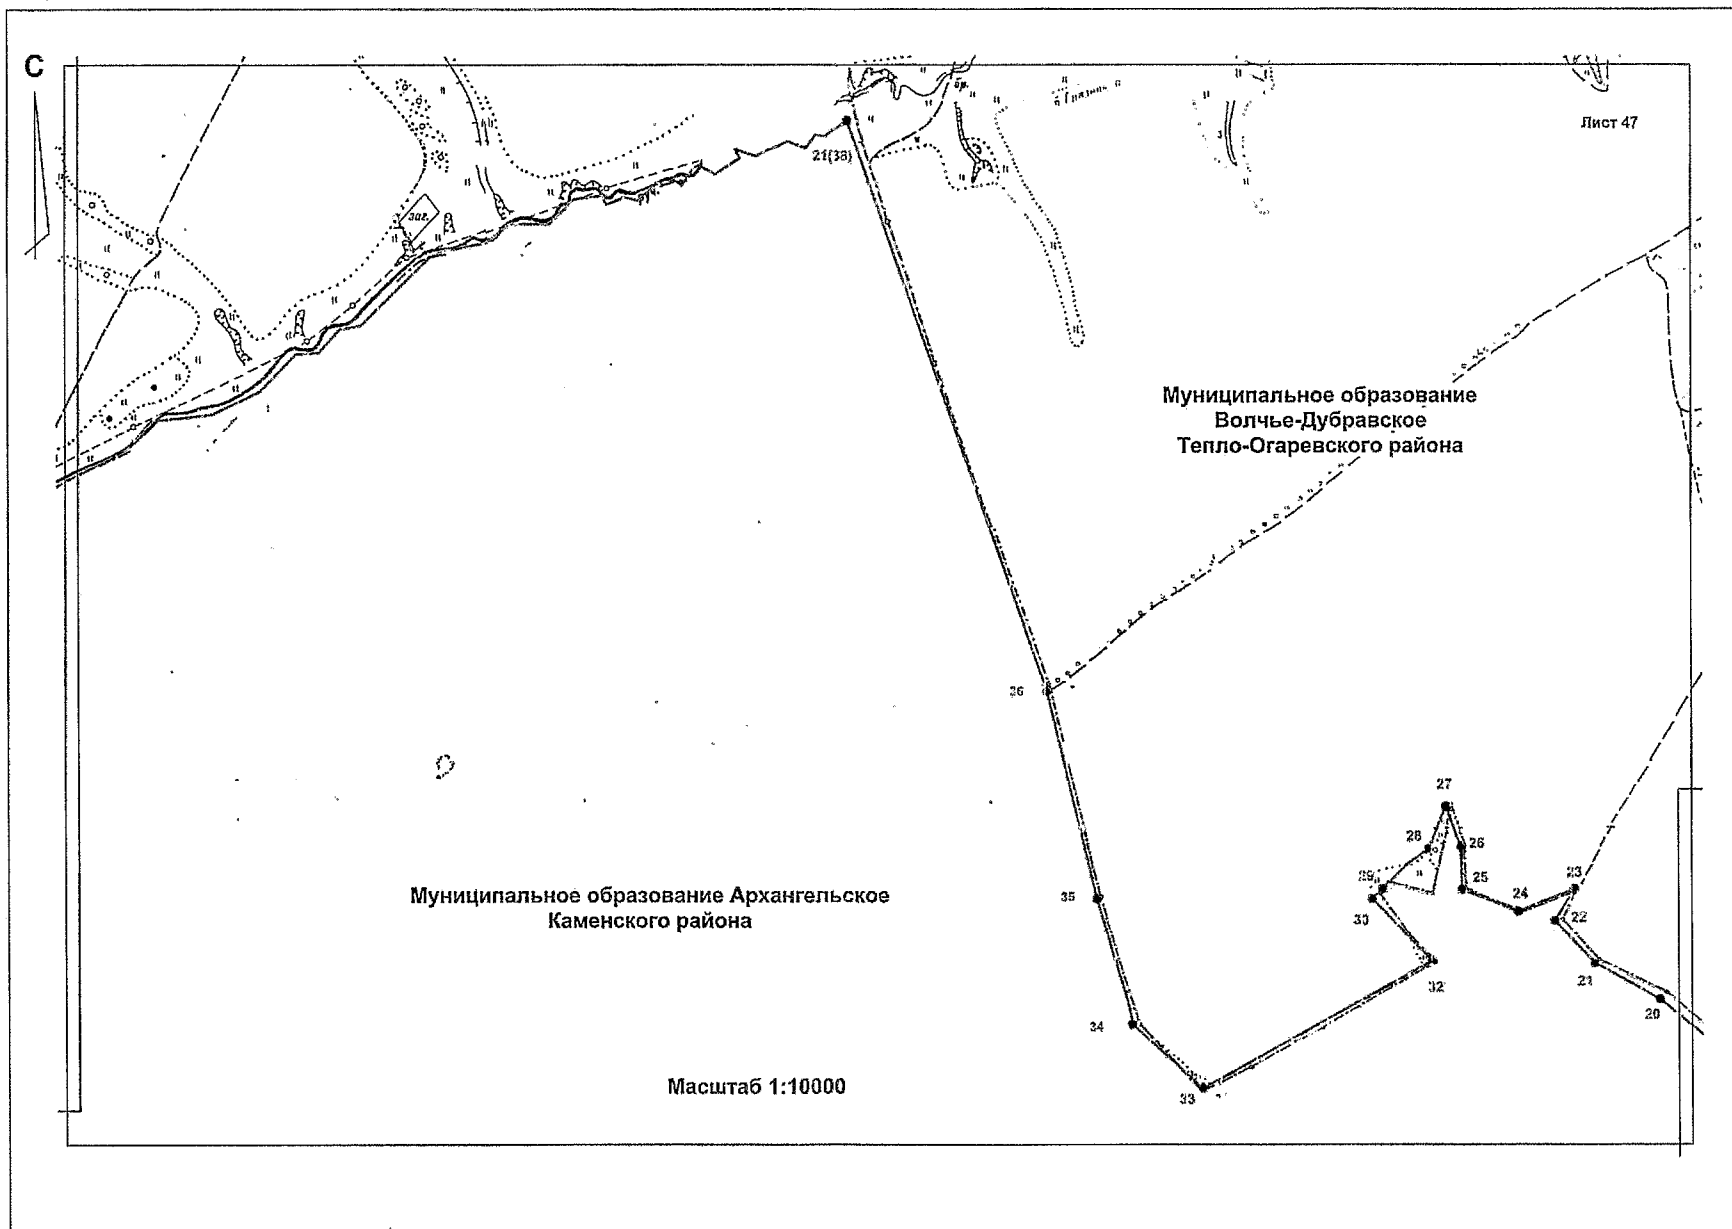 С
Лист 47
21(38)
заг.
Муниципальное образование
Волчье-Дубравское
Тепло-Огаревского района
36
27
28
26
29
25
24
23
30
22
Муниципальное образование Архангельское
Каменского района
35
21
32
20
34
Масштаб 1:10000
33